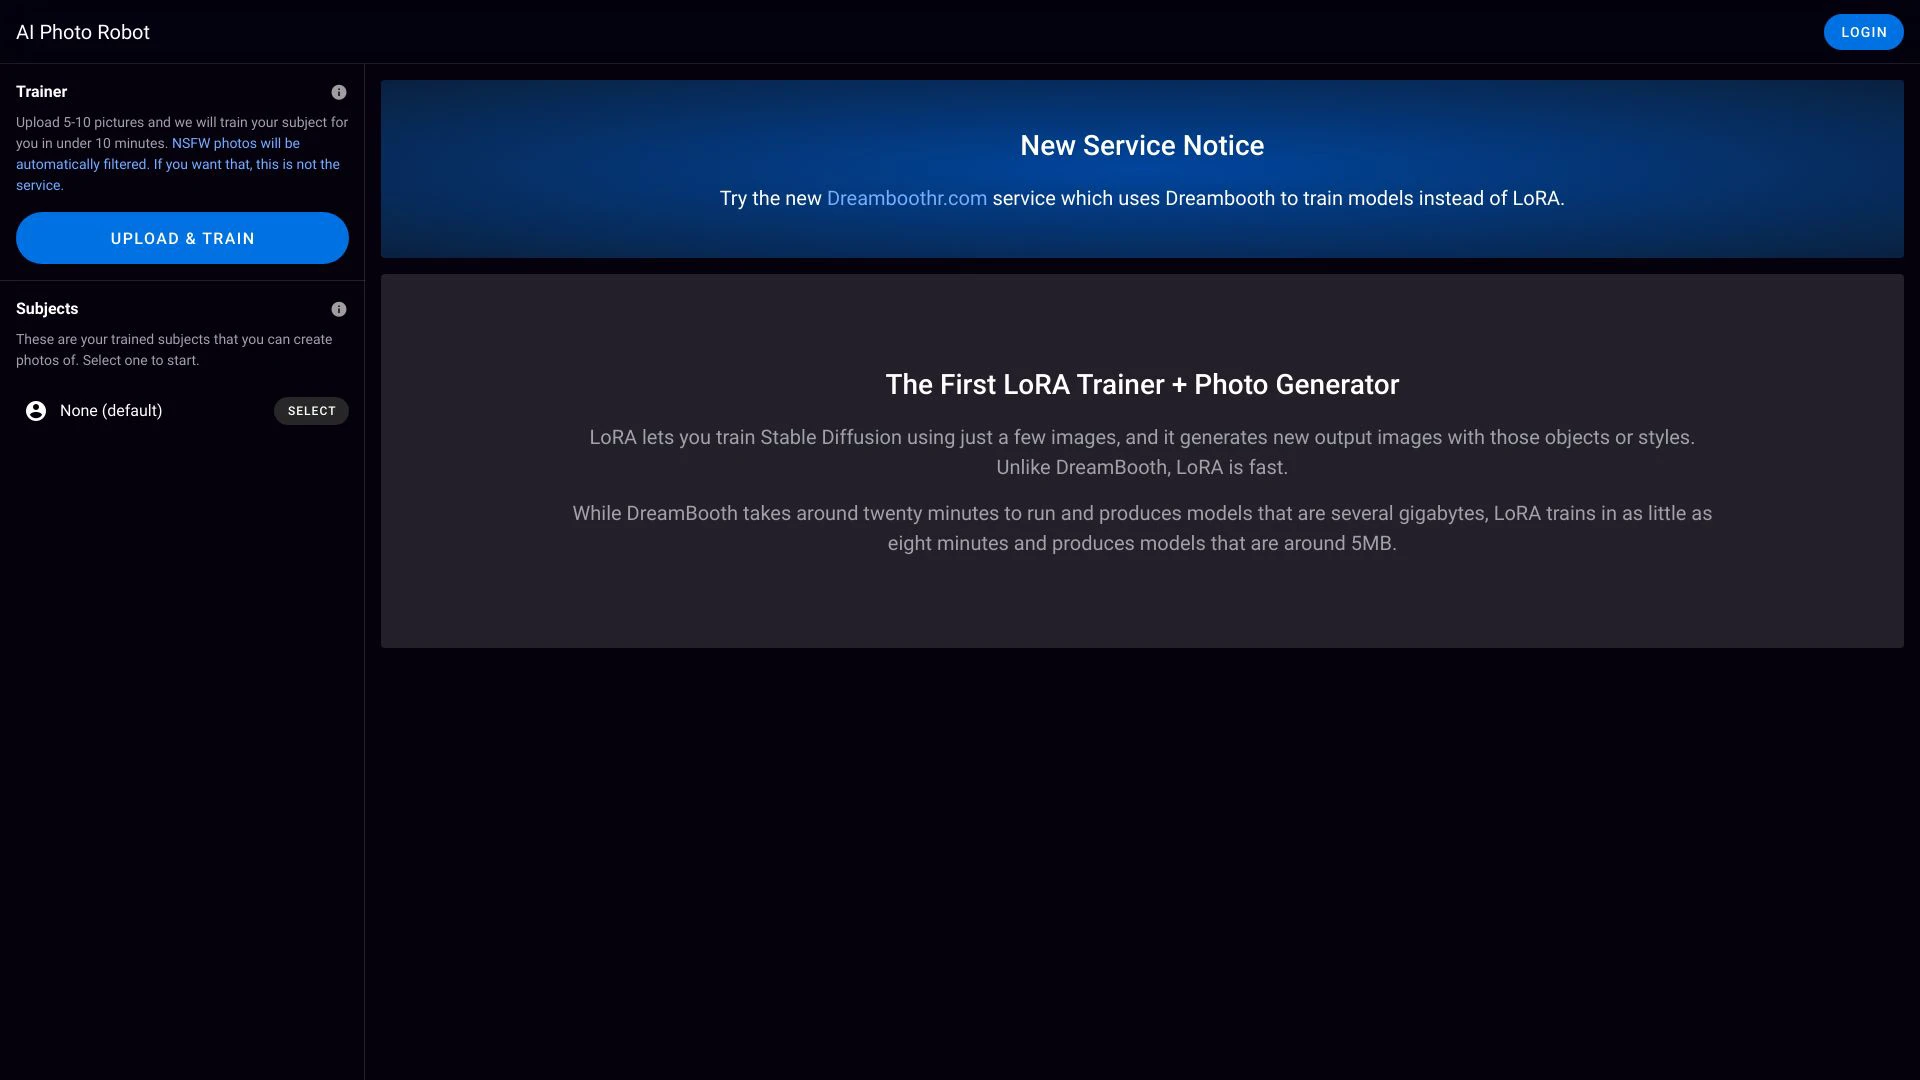 AI Photo Robot
LOGIN
Trainer
Upload 5-10 pictures and we will train your subject for
you in under 10 minutes. NSFW photos will be
automatically filtered. If you want that, this is not the
service.
UPLOAD & TRAIN
Subjects
These are your trained subjects that you can create
photos of. Select one to start.
None (default)
SELECT
New Service Notice
Try the new Dreamboothr.com service which uses Dreambooth to train models instead of LoRA.
The First LoRA Trainer + Photo Generator
LoRA lets you train Stable Diffusion using just a few images, and it generates new output images with those objects or styles.
Unlike DreamBooth, LoRA is fast.
While DreamBooth takes around twenty minutes to run and produces models that are several gigabytes, LoRA trains in as little as
eight minutes and produces models that are around 5MB.